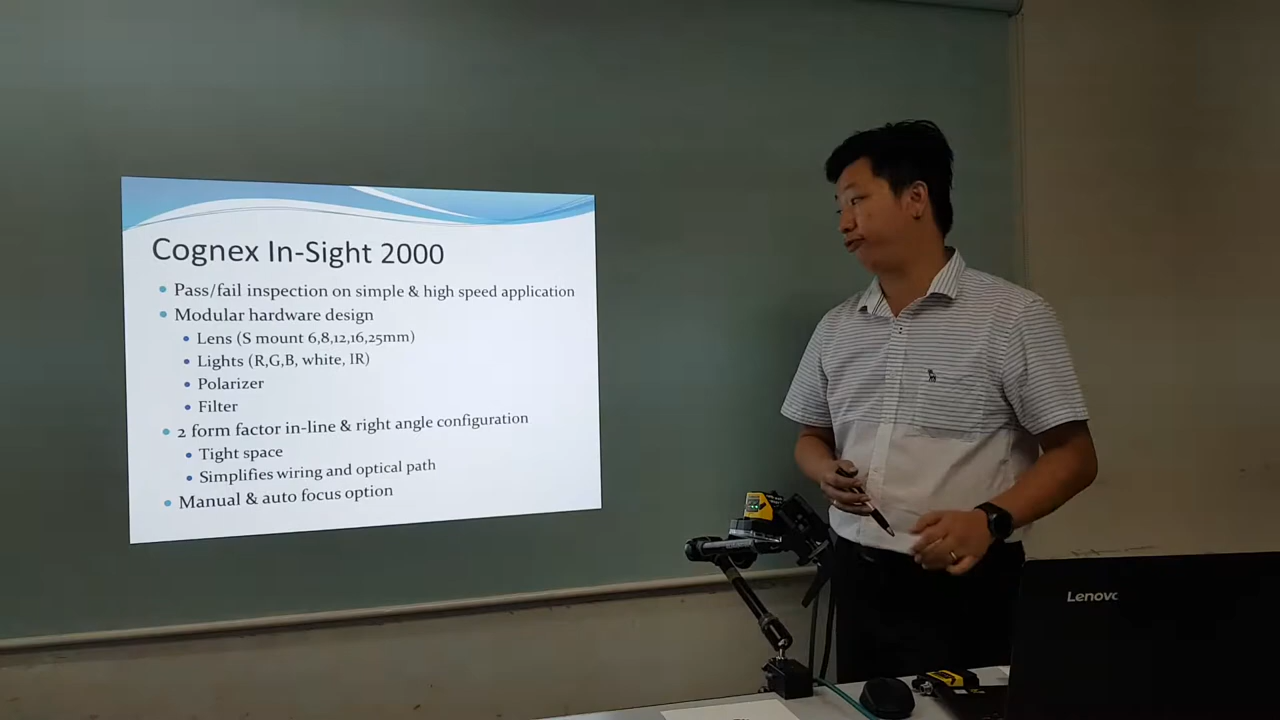 Cognex In-Sight 2000
Pass/fail inspection on simple & high speed application
Modular hardware design
Lens (S mount 6,8,12,16,25mm)
Lights (R,G,B, white, IR)
Polarizer
Filter
2 form factor in-line & right angle configuration
Tight space
Simplifies wiring and optical path
Manual & auto focus option
Lenovo